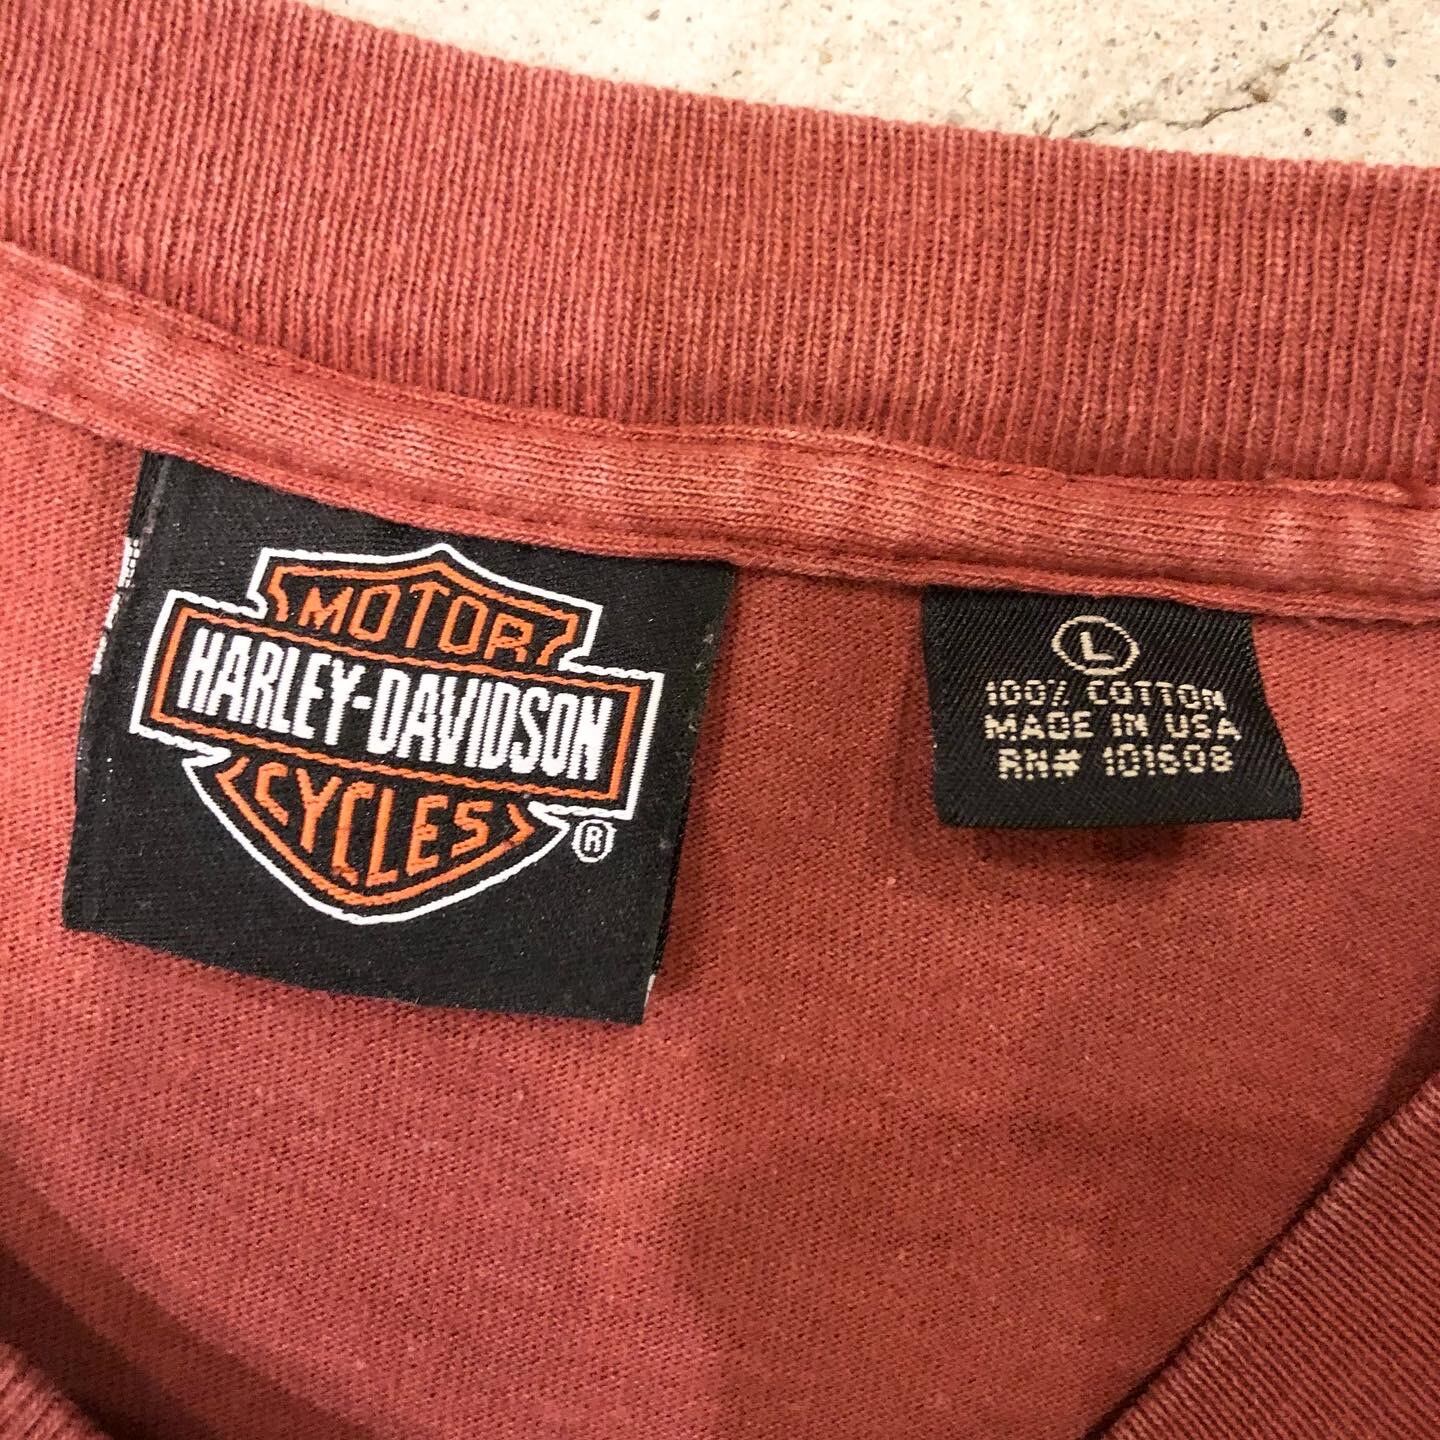 MOTOR
HARLEY-DAVIDSON
CYCLES
®
L
100% COTTON
MADE IN USA
RN# 101608